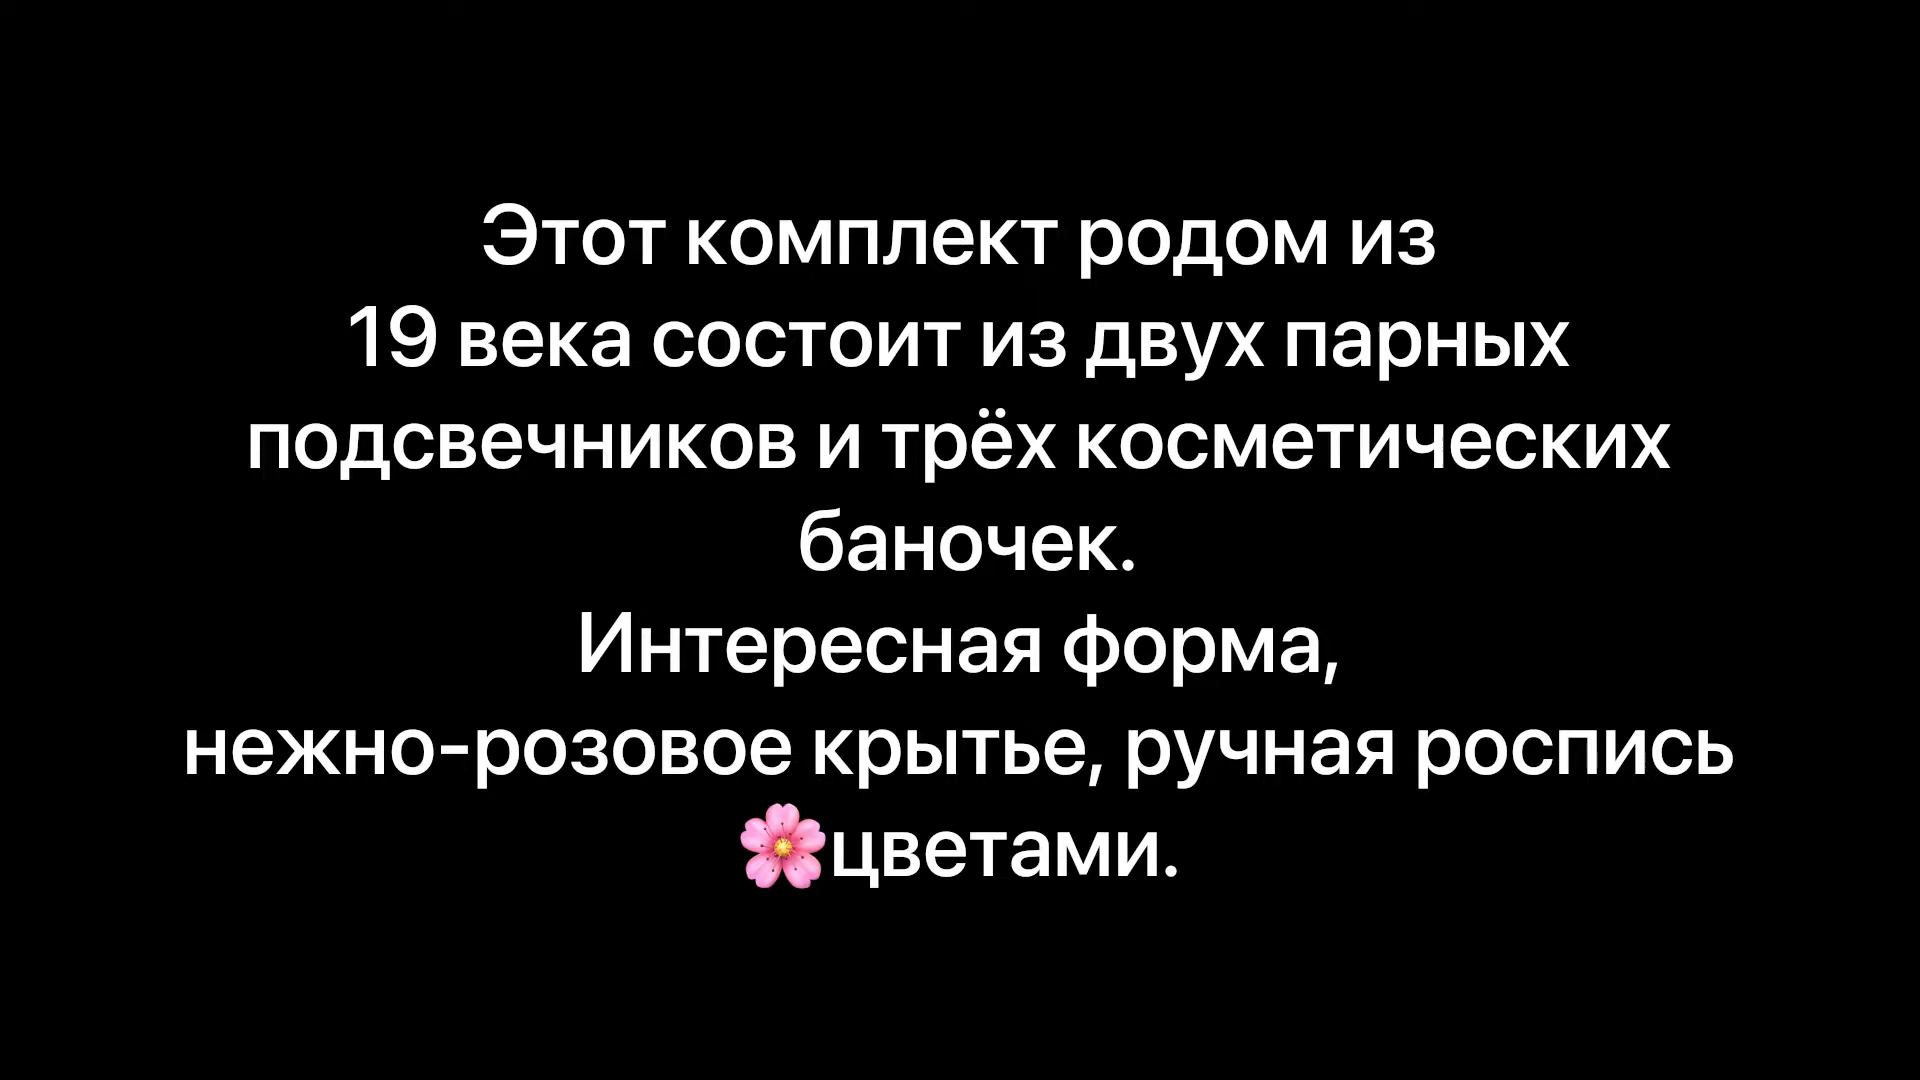 Этот комплект родом из
19 века состоит из двух парных
подсвечников и трёх косметических
баночек.
Интересная форма,
нежно-розовое крытье, ручная роспись
🌸цветами.